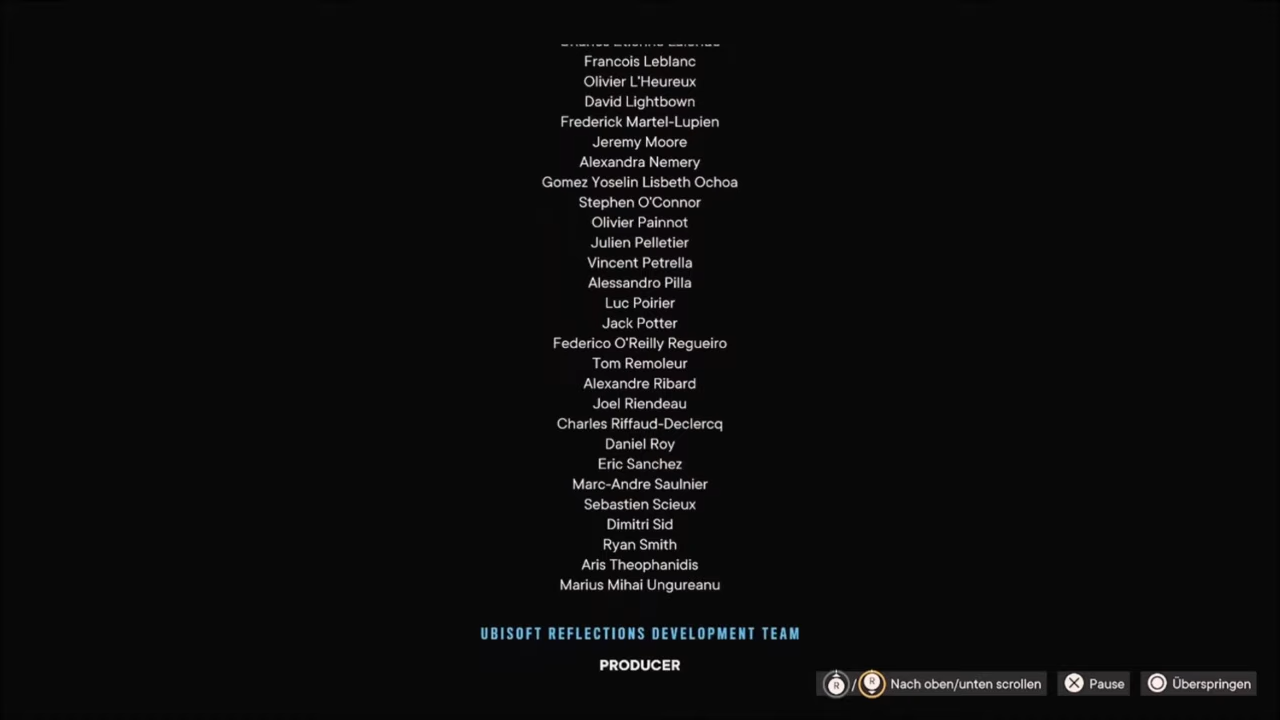 Francois Leblanc
Olivier L'Heureux
David Lightbown
Frederick Martel-Lupien
Jeremy Moore
Alexandra Nemery
Gomez Yoselin Lisbeth Ochoa
Stephen O'Connor
Olivier Painnot
Julien Pelletier
Vincent Petrella
Alessandro Pilla
Luc Poirier
Jack Potter
Federico O'Reilly Regueiro
Tom Remoleur
Alexandre Ribard
Joel Riendeau
Charles Riffaud-Declercq
Daniel Roy
Eric Sanchez
Marc-Andre Saulnier
Sebastien Scieux
Dimitri Sid
Ryan Smith
Aris Theophanidis
Marius Mihai Ungureanu
UBISOFT REFLECTIONS DEVELOPMENT TEAM
PRODUCER
R / R Nach oben/unten scrollen Pause Überspringen